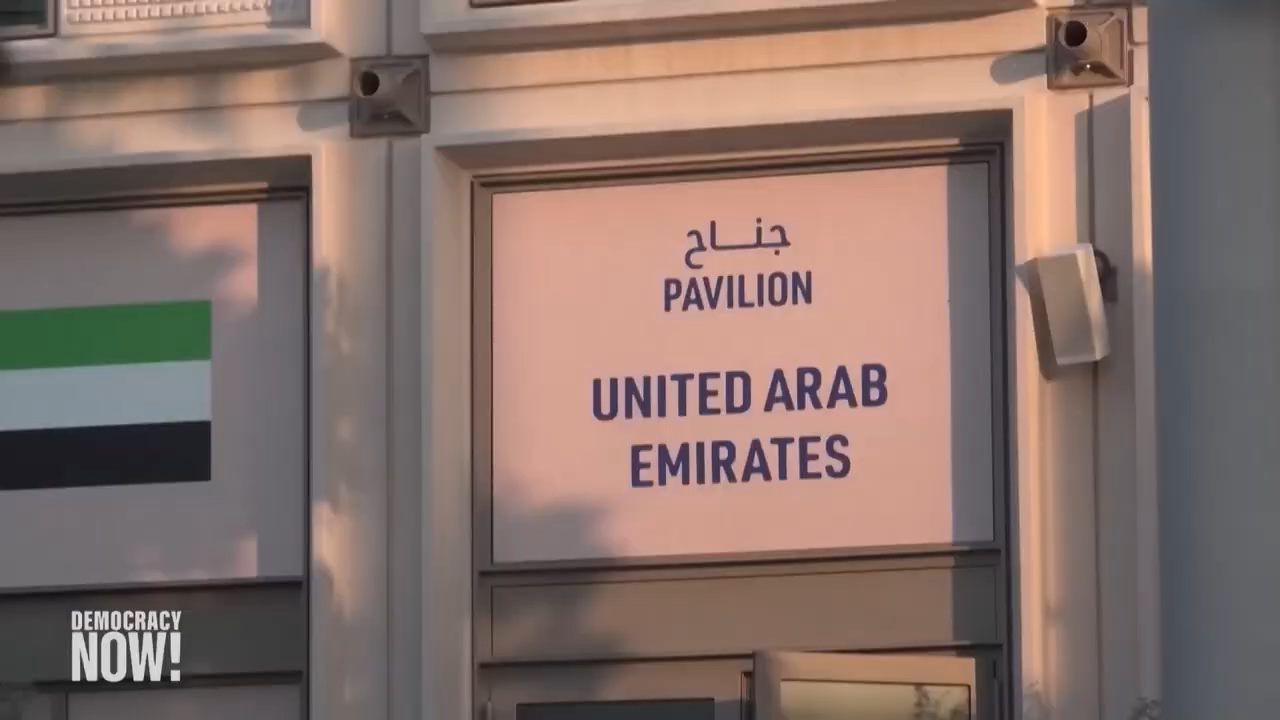 جناح
PAVILION
UNITED ARAB
EMIRATES
DEMOCRACY
NOW!